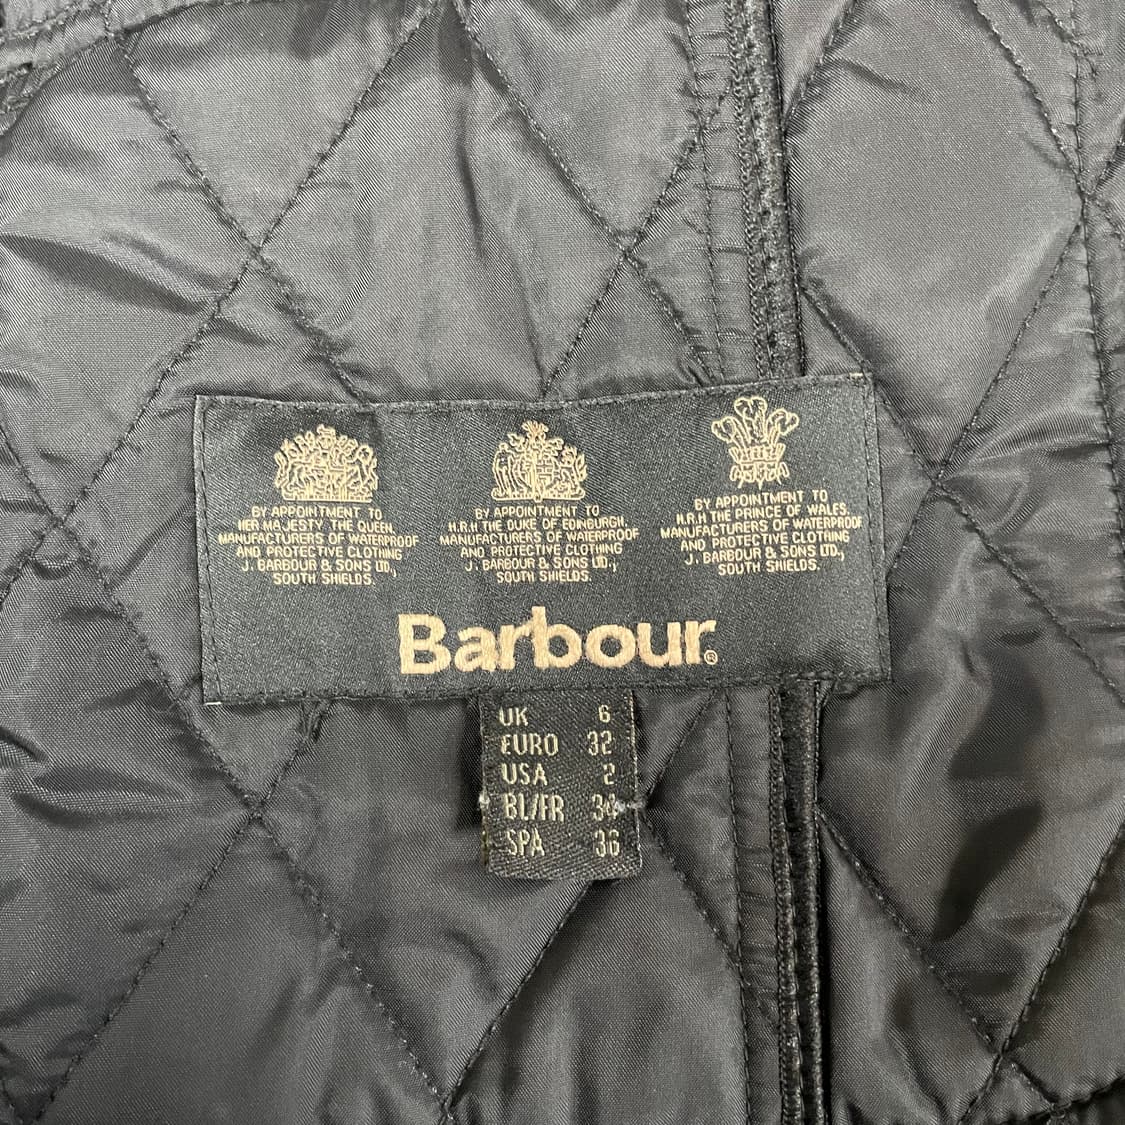 BY APPOINTMENT TO
HER MAJESTY THE QUEEN,
MANUFACTURERS OF WATERPROOF
AND PROTECTIVE CLOTHING
J. BARBOUR & SONS LTD.,
SOUTH SHIELDS.
BY APPOINTMENT TO
H.R.H THE DUKE OF EDINBURGH,
MANUFACTURERS OF WATERPROOF
AND PROTECTIVE CLOTHING
J. BARBOUR & SONS LTD.,
SOUTH SHIELDS.
BY APPOINTMENT TO
H.R.H THE PRINCE OF WALES,
MANUFACTURERS OF WATERPROOF
AND PROTECTIVE CLOTHING
J. BARBOUR & SONS LTD.,
SOUTH SHIELDS.
Barbour®
UK 6
EURO 32
USA 2
BL/FR 34
SPA 36